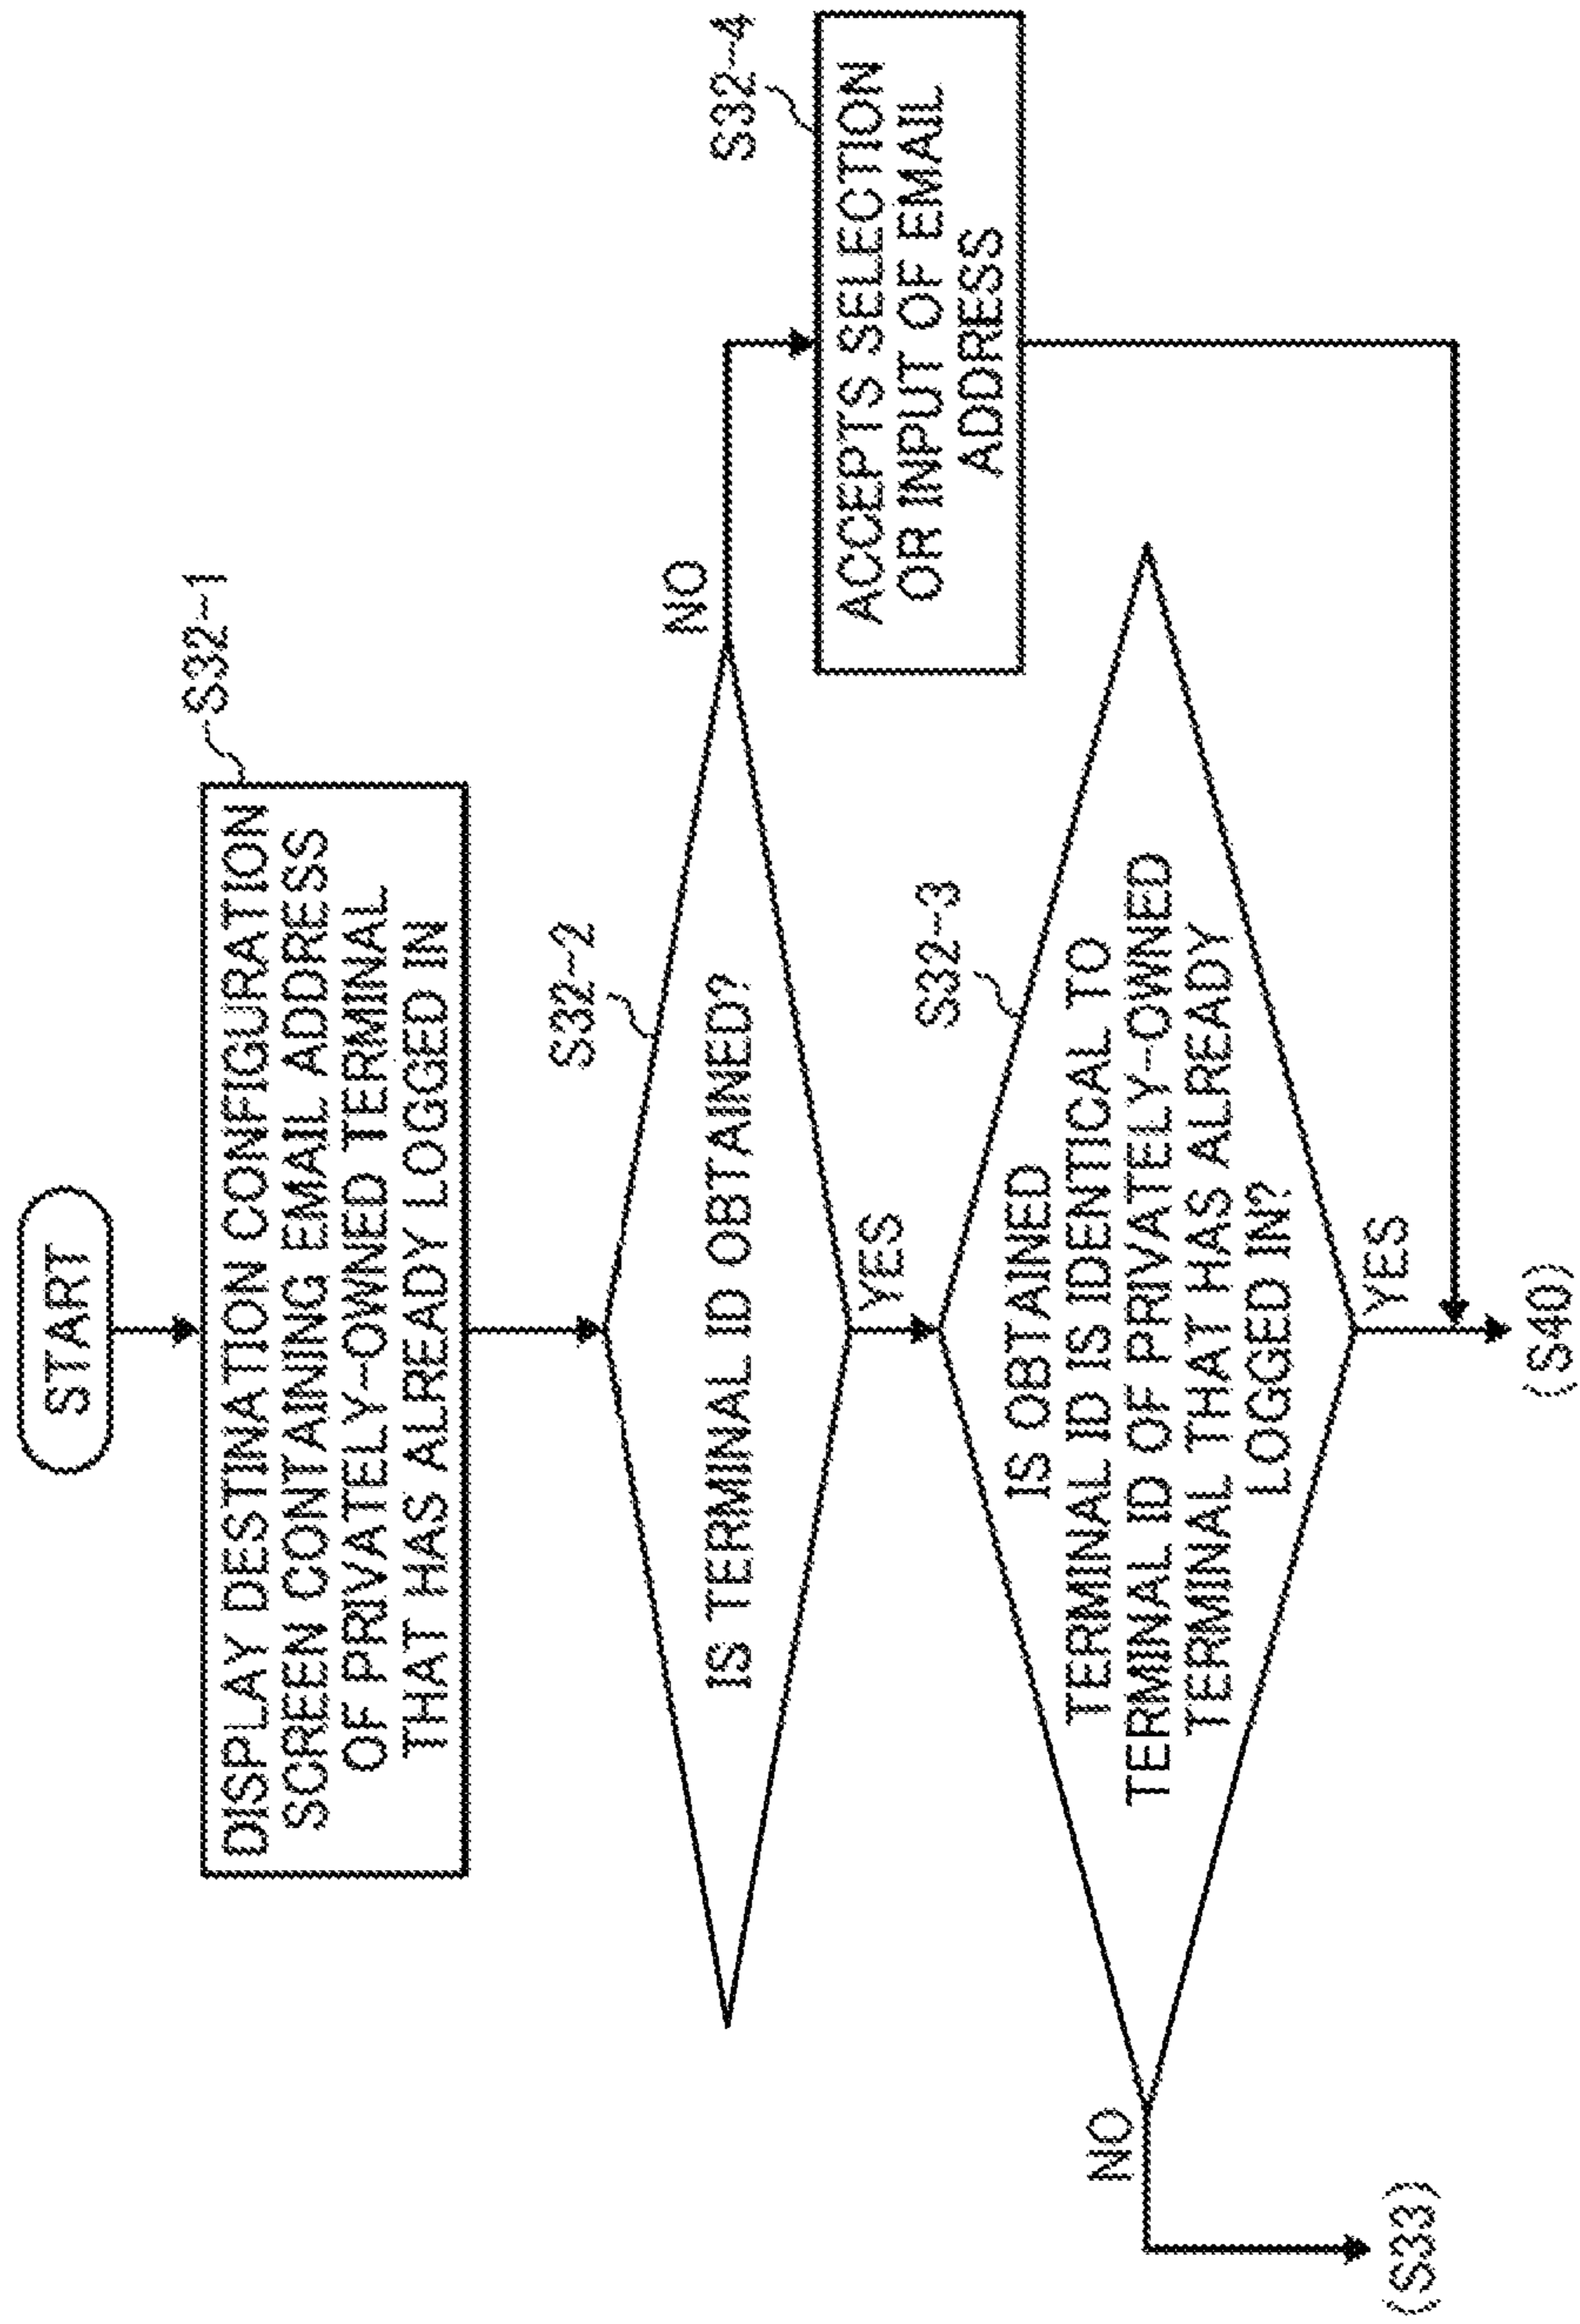 START
S32-1
DISPLAY DESTINATION CONFIGURATION
SCREEN CONTAINING EMAIL ADDRESS
OF PRIVATELY-OWNED TERMINAL
THAT HAS ALREADY LOGGED IN
S32-2
IS TERMINAL ID OBTAINED?
NO
YES
S32-4
ACCEPTS SELECTION
OR INPUT OF EMAIL
ADDRESS
S32-3
IS OBTAINED
TERMINAL ID IS IDENTICAL TO
TERMINAL ID OF PRIVATELY-OWNED
TERMINAL THAT HAS ALREADY
LOGGED IN?
NO
YES
(S33)
(S40)